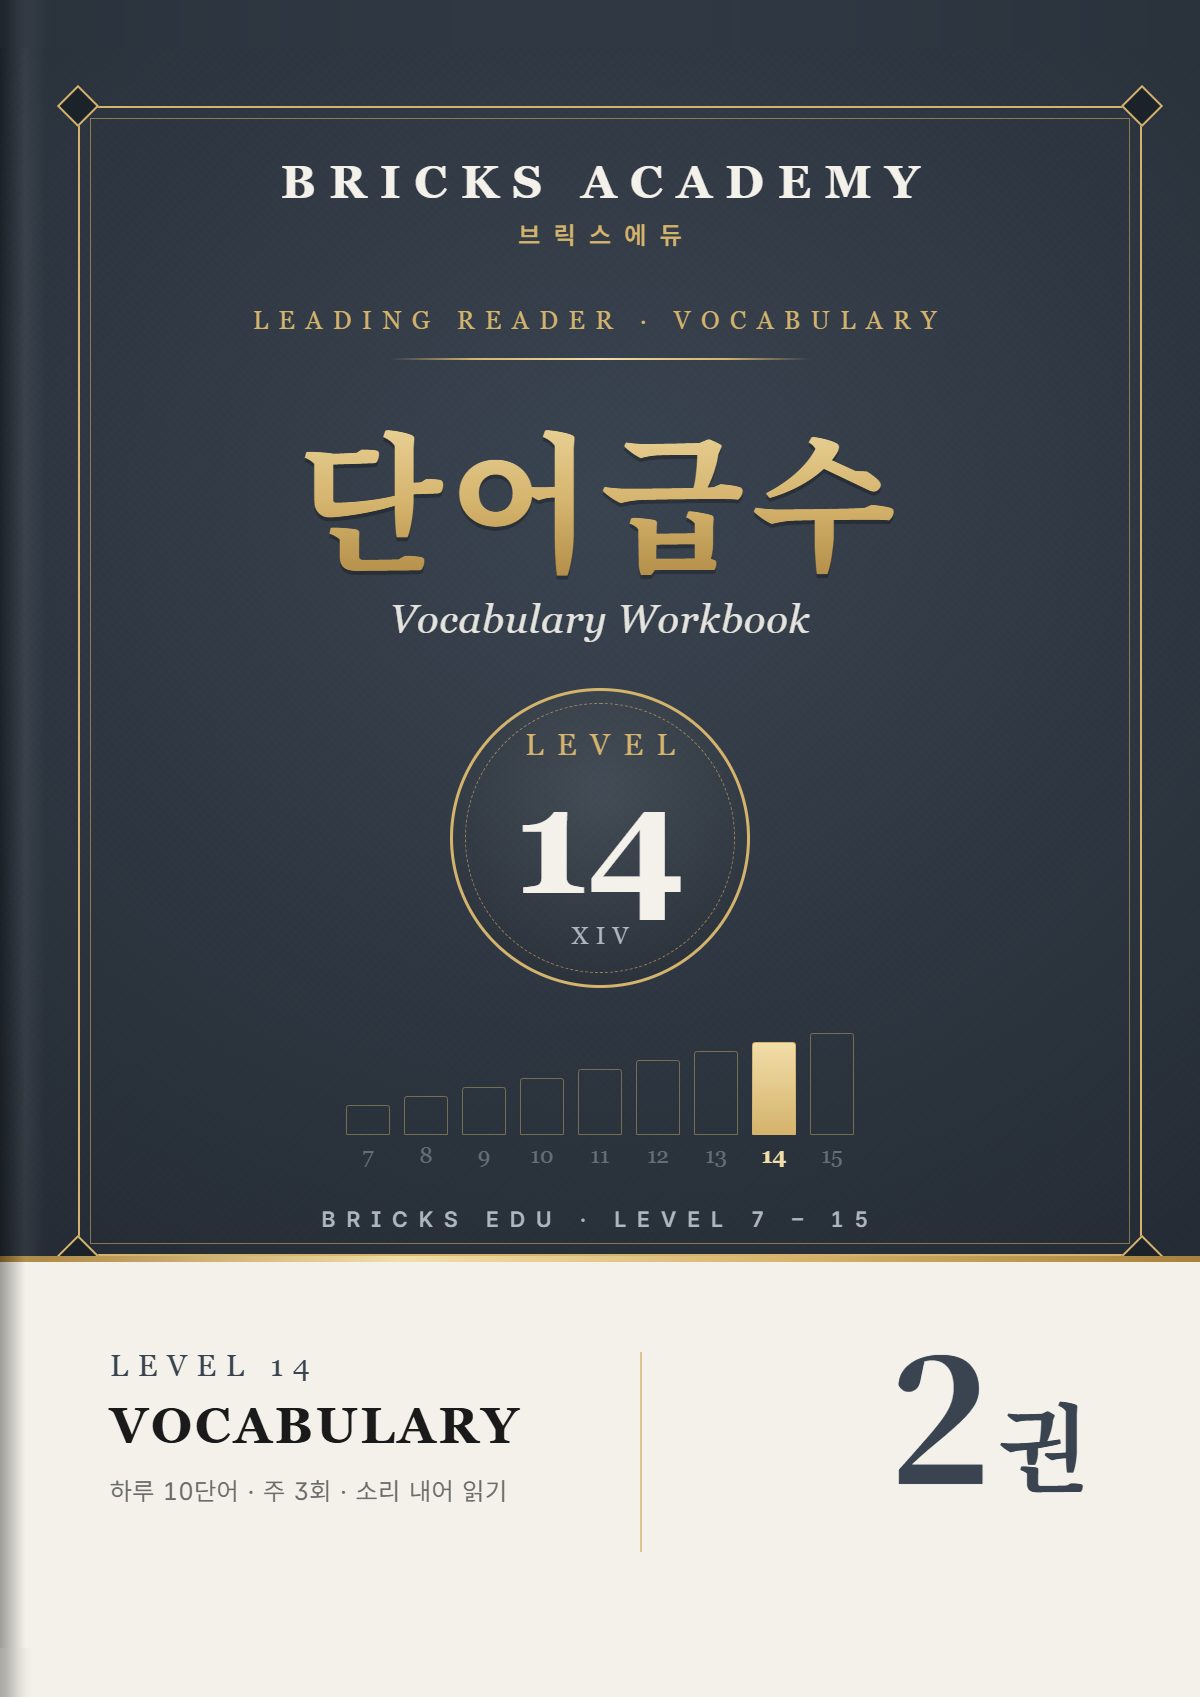 BRICKS ACADEMY
브릭스에듀
LEADING READER · VOCABULARY
단어급수
Vocabulary Workbook
LEVEL
14
XIV
7 8 9 10 11 12 13 14 15
BRICKS EDU · LEVEL 7 – 15
LEVEL 14
VOCABULARY
하루 10단어 · 주 3회 · 소리 내어 읽기
2권